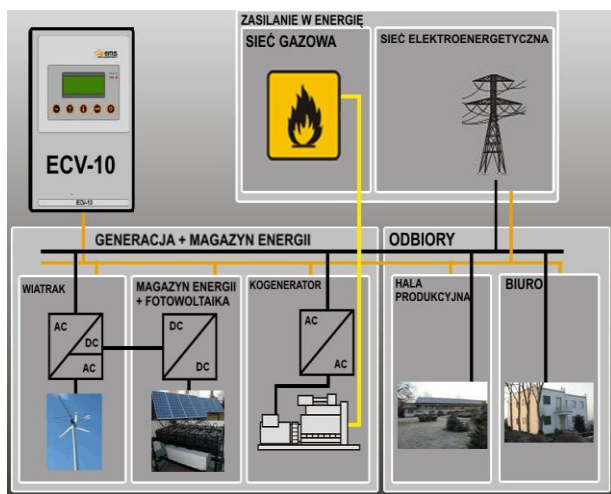 ZASILANIE W ENERGIĘ
SIEĆ GAZOWA
SIEĆ ELEKTROENERGETYCZNA
ems
ECV-10
ECV-10
GENERACJA + MAGAZYN ENERGII
ODBIORY
WIATRAK
MAGAZYN ENERGII
+ FOTOWOLTAIKA
KOGENERATOR
HALA
PRODUKCYJNA
BIURO
AC
DC
AC
DC
DC
AC
AC